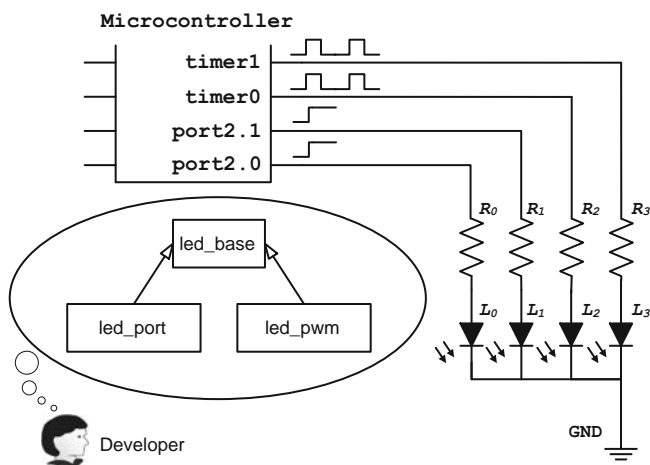 Microcontroller
timer1
timer0
port2.1
port2.0
R0 R1 R2 R3
led_base
led_port led_pwm
L0 L1 L2 L3
GND
Developer